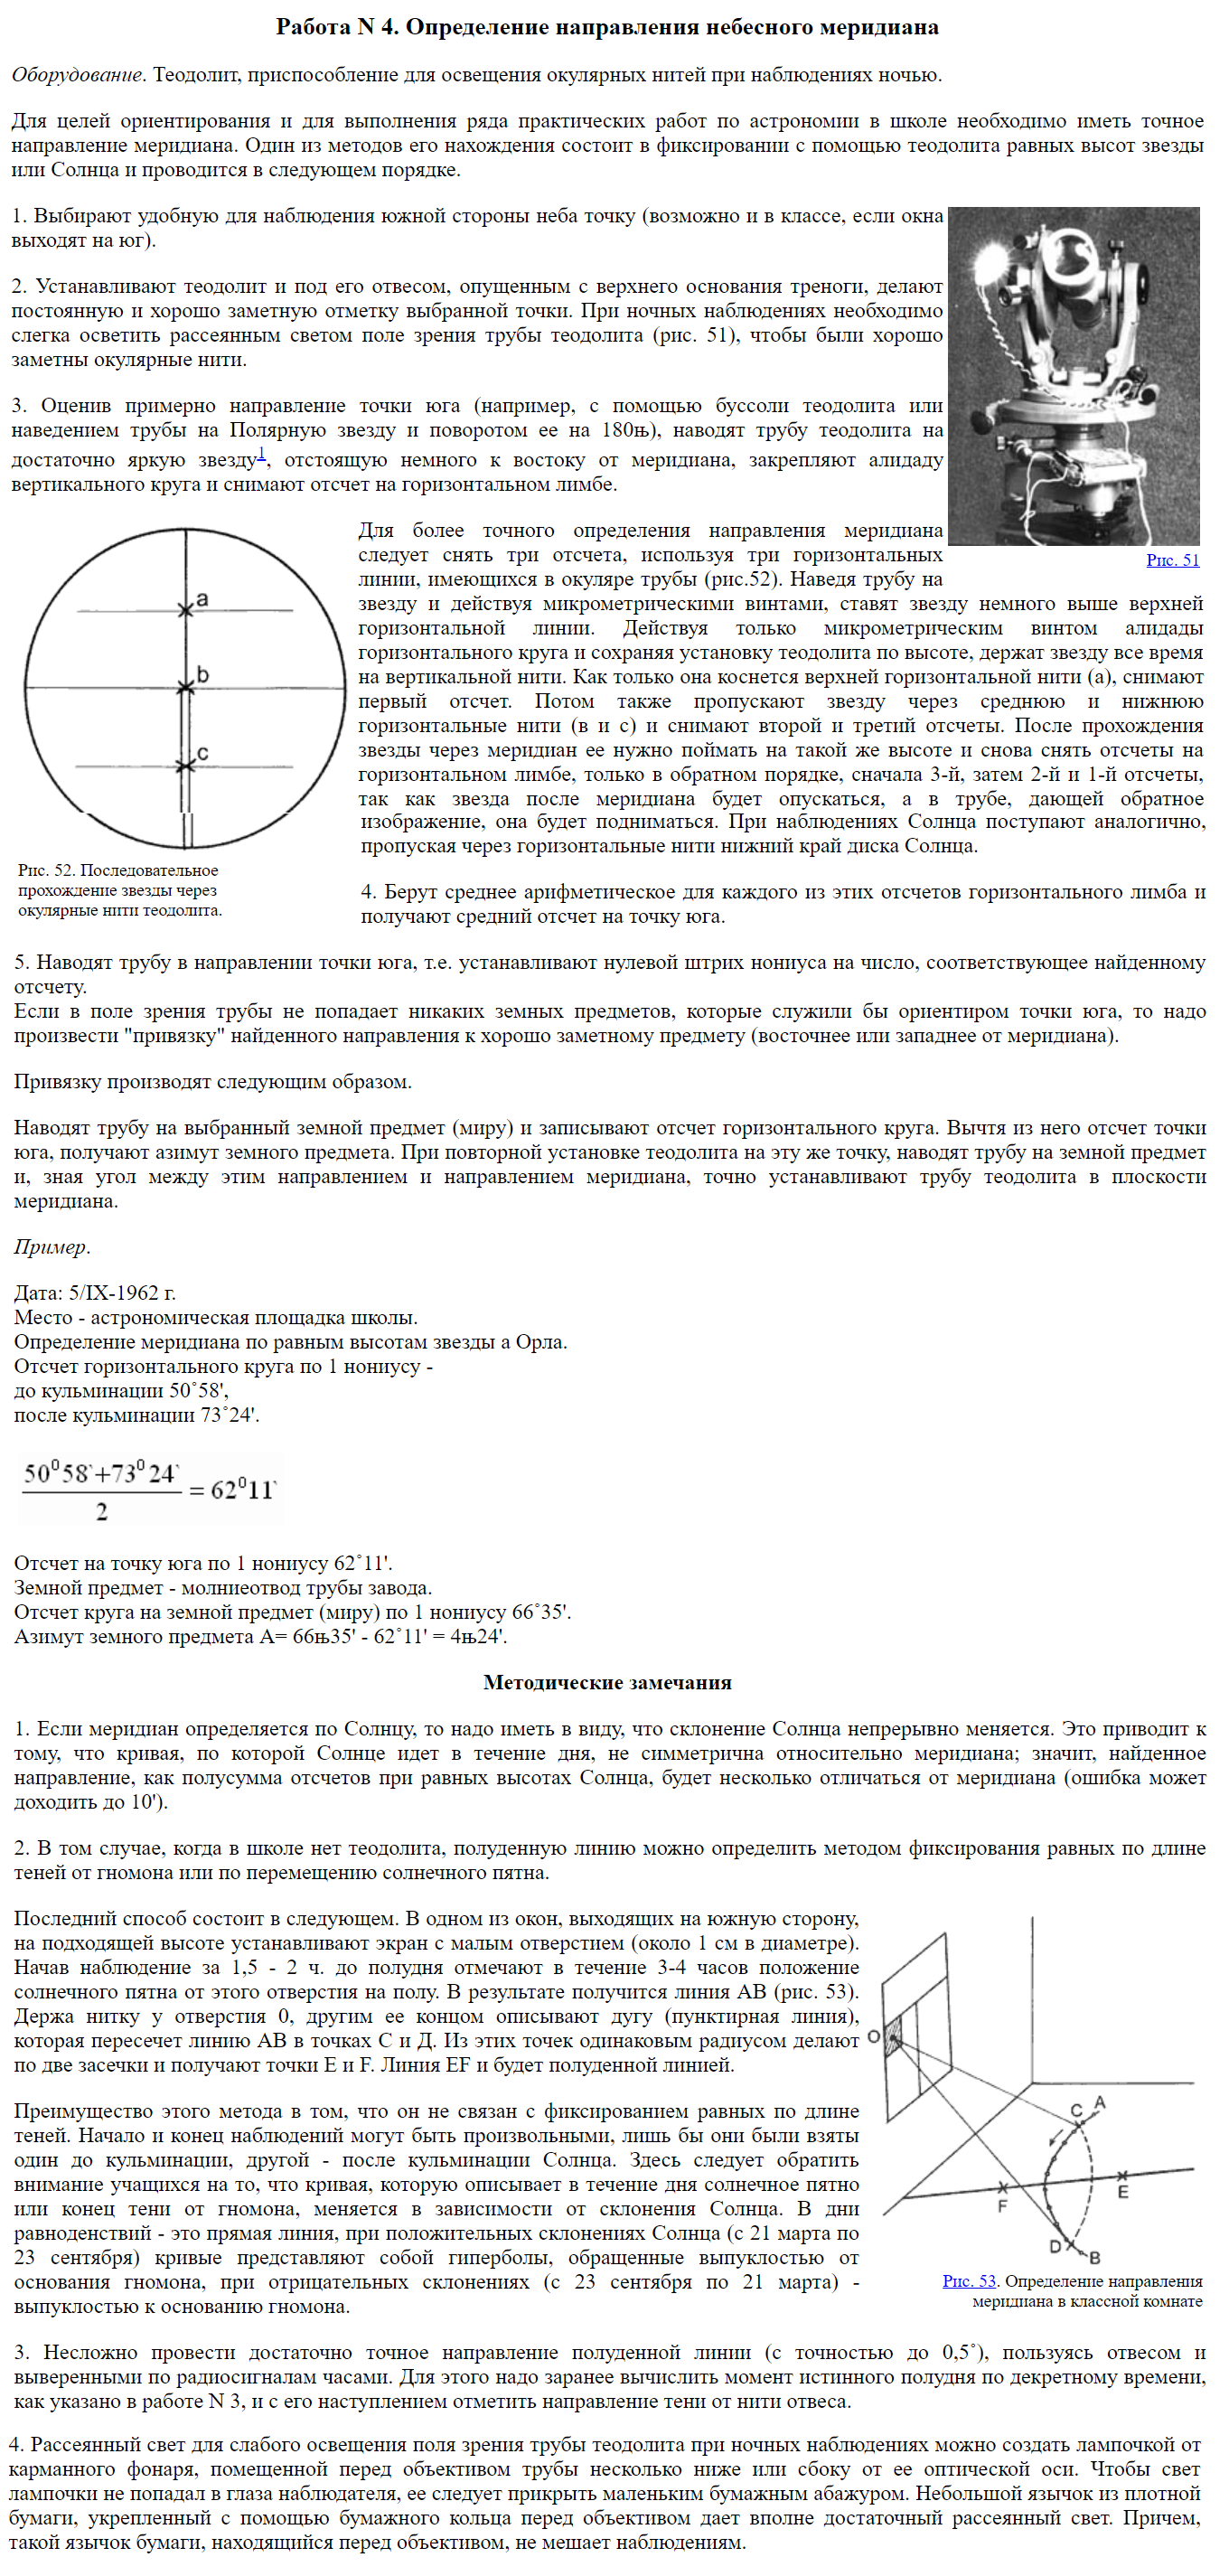 Работа N 4. Определение направления небесного меридиана
Оборудование. Теодолит, приспособление для освещения окулярных нитей при наблюдениях ночью.
Для целей ориентирования и для выполнения ряда практических работ по астрономии в школе необходимо иметь точное
направление меридиана. Один из методов его нахождения состоит в фиксировании с помощью теодолита равных высот звезды
или Солнца и проводится в следующем порядке.
1. Выбирают удобную для наблюдения южной стороны неба точку (возможно и в классе, если окна
выходят на юг).
2. Устанавливают теодолит и под его отвесом, опущенным с верхнего основания треноги, делают
постоянную и хорошо заметную отметку выбранной точки. При ночных наблюдениях необходимо
слегка осветить рассеянным светом поле зрения трубы теодолита (рис. 51), чтобы были хорошо
заметны окулярные нити.
3. Оценив примерно направление точки юга (например, с помощью буссоли теодолита или
наведением трубы на Полярную звезду и поворотом ее на 180њ), наводят трубу теодолита на
достаточно яркую звезду1, отстоящую немного к востоку от меридиана, закрепляют алидаду
вертикального круга и снимают отсчет на горизонтальном лимбе.
Рис. 51
Для более точного определения направления меридиана
следует снять три отсчета, используя три горизонтальных
линии, имеющихся в окуляре трубы (рис.52). Наведя трубу на
звезду и действуя микрометрическими винтами, ставят звезду немного выше верхней
горизонтальной линии. Действуя только микрометрическим винтом алидады
горизонтального круга и сохраняя установку теодолита по высоте, держат звезду все время
на вертикальной нити. Как только она коснется верхней горизонтальной нити (а), снимают
первый отсчет. Потом также пропускают звезду через среднюю и нижнюю
горизонтальные нити (в и с) и снимают второй и третий отсчеты. После прохождения
звезды через меридиан ее нужно поймать на такой же высоте и снова снять отсчеты на
горизонтальном лимбе, только в обратном порядке, сначала 3-й, затем 2-й и 1-й отсчеты,
так как звезда после меридиана будет опускаться, а в трубе, дающей обратное
изображение, она будет подниматься. При наблюдениях Солнца поступают аналогично,
пропуская через горизонтальные нити нижний край диска Солнца.
a
b
c
Рис. 52. Последовательное
прохождение звезды через
окулярные нити теодолита.
4. Берут среднее арифметическое для каждого из этих отсчетов горизонтального лимба и
получают средний отсчет на точку юга.
5. Наводят трубу в направлении точки юга, т.е. устанавливают нулевой штрих нониуса на число, соответствующее найденному
отсчету.
Если в поле зрения трубы не попадает никаких земных предметов, которые служили бы ориентиром точки юга, то надо
произвести "привязку" найденного направления к хорошо заметному предмету (восточнее или западнее от меридиана).
Привязку производят следующим образом.
Наводят трубу на выбранный земной предмет (миру) и записывают отсчет горизонтального круга. Вычтя из него отсчет точки
юга, получают азимут земного предмета. При повторной установке теодолита на эту же точку, наводят трубу на земной предмет
и, зная угол между этим направлением и направлением меридиана, точно устанавливают трубу теодолита в плоскости
меридиана.
Пример.
Дата: 5/IX-1962 г.
Место - астрономическая площадка школы.
Определение меридиана по равным высотам звезды а Орла.
Отсчет горизонтального круга по 1 нониусу -
до кульминации 50˚58',
после кульминации 73˚24'.
50⁰58`+73⁰24`
2
= 62⁰11`
Отсчет на точку юга по 1 нониусу 62˚11'.
Земной предмет - молниеотвод трубы завода.
Отсчет круга на земной предмет (миру) по 1 нониусу 66˚35'.
Азимут земного предмета А= 66њ35' - 62˚11' = 4њ24'.
Методические замечания
1. Если меридиан определяется по Солнцу, то надо иметь в виду, что склонение Солнца непрерывно меняется. Это приводит к
тому, что кривая, по которой Солнце идет в течение дня, не симметрична относительно меридиана; значит, найденное
направление, как полусумма отсчетов при равных высотах Солнца, будет несколько отличаться от меридиана (ошибка может
доходить до 10').
2. В том случае, когда в школе нет теодолита, полуденную линию можно определить методом фиксирования равных по длине
теней от гномона или по перемещению солнечного пятна.
Последний способ состоит в следующем. В одном из окон, выходящих на южную сторону,
на подходящей высоте устанавливают экран с малым отверстием (около 1 см в диаметре).
Начав наблюдение за 1,5 - 2 ч. до полудня отмечают в течение 3-4 часов положение
солнечного пятна от этого отверстия на полу. В результате получится линия АВ (рис. 53).
Держа нитку у отверстия 0, другим ее концом описывают дугу (пунктирная линия),
которая пересечет линию АВ в точках С и Д. Из этих точек одинаковым радиусом делают
по две засечки и получают точки Е и F. Линия EF и будет полуденной линией.
Преимущество этого метода в том, что он не связан с фиксированием равных по длине
теней. Начало и конец наблюдений могут быть произвольными, лишь бы они были взяты
один до кульминации, другой - после кульминации Солнца. Здесь следует обратить
внимание учащихся на то, что кривая, которую описывает в течение дня солнечное пятно
или конец тени от гномона, меняется в зависимости от склонения Солнца. В дни
равноденствий - это прямая линия, при положительных склонениях Солнца (с 21 марта по
23 сентября) кривые представляют собой гиперболы, обращенные выпуклостью от
основания гномона, при отрицательных склонениях (с 23 сентября по 21 марта) -
выпуклостью к основанию гномона.
O
C
A
F
E
D
B
Рис. 53. Определение направления
меридиана в классной комнате
3. Несложно провести достаточно точное направление полуденной линии (с точностью до 0,5˚), пользуясь отвесом и
выверенными по радиосигналам часами. Для этого надо заранее вычислить момент истинного полудня по декретному времени,
как указано в работе N 3, и с его наступлением отметить направление тени от нити отвеса.
4. Рассеянный свет для слабого освещения поля зрения трубы теодолита при ночных наблюдениях можно создать лампочкой от
карманного фонаря, помещенной перед объективом трубы несколько ниже или сбоку от ее оптической оси. Чтобы свет
лампочки не попадал в глаза наблюдателя, ее следует прикрыть маленьким бумажным абажуром. Небольшой язычок из плотной
бумаги, укрепленный с помощью бумажного кольца перед объективом дает вполне достаточный рассеянный свет. Причем,
такой язычок бумаги, находящийся перед объективом, не мешает наблюдениям.